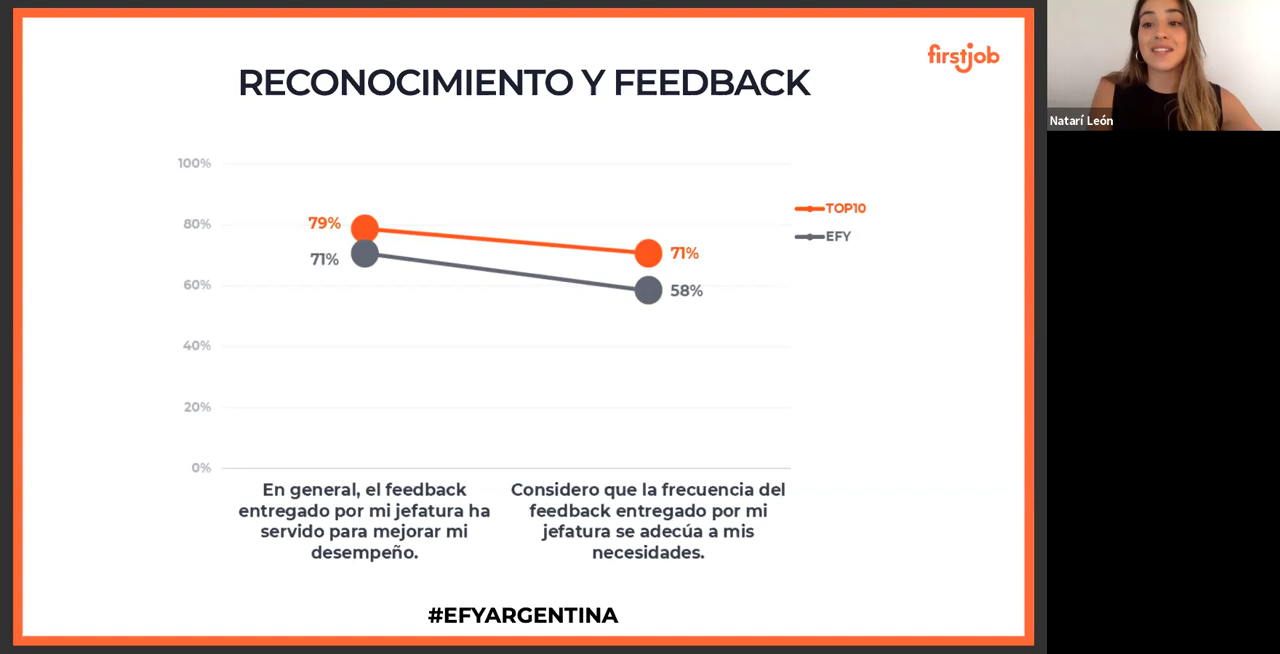 firstjob
RECONOCIMIENTO Y FEEDBACK
Natarí León
100%
80%
60%
40%
20%
0%
79%
71%
71%
58%
TOP10
EFY
En general, el feedback
entregado por mi jefatura ha
servido para mejorar mi
desempeño.
Considero que la frecuencia del
feedback entregado por mi
jefatura se adecúa a mis
necesidades.
#EFYARGENTINA